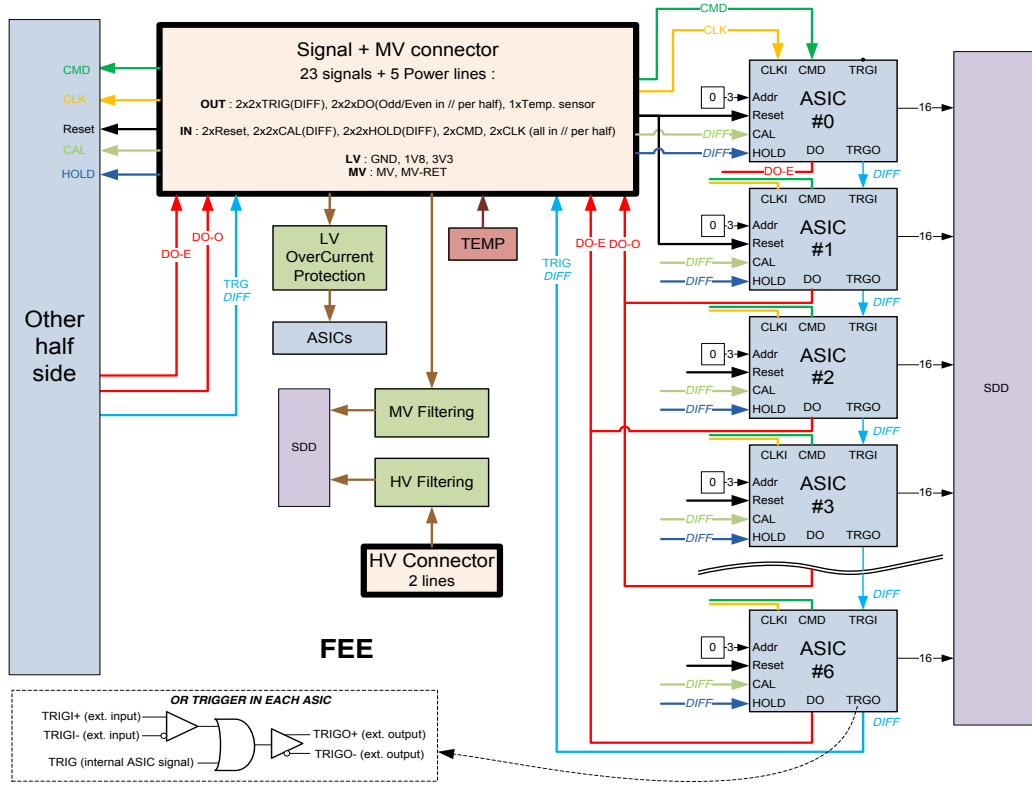 Signal + MV connector
23 signals + 5 Power lines :
OUT : 2x2xTRIG(DIFF), 2x2xDO(Odd/Even in // per half), 1xTemp. sensor
IN : 2xReset, 2x2xCAL(DIFF), 2x2xHOLD(DIFF), 2xCMD, 2xCLK (all in // per half)
LV : GND, 1V8, 3V3
MV : MV, MV-RET
CMD
CLK
Reset
CAL
HOLD
Other
half
side
DO-E
DO-O
TRG
DIFF
LV
OverCurrent
Protection
ASICs
TEMP
MV Filtering
HV Filtering
SDD
HV Connector
2 lines
TRIG
DIFF
DO-E
DO-O
CMD
CLK
DIFF
DIFF
CLKI CMD TRGI
0 3 Addr
Reset
CAL
HOLD
ASIC
#0
DO TRGO
DO-E
DIFF
16
CLKI CMD TRGI
0 3 Addr
Reset
DIFF CAL
DIFF HOLD
ASIC
#1
DO TRGO
DIFF
16
CLKI CMD TRGI
0 3 Addr
Reset
DIFF CAL
DIFF HOLD
ASIC
#2
DO TRGO
DIFF
16
CLKI CMD TRGI
0 3 Addr
Reset
DIFF CAL
DIFF HOLD
ASIC
#3
DO TRGO
DIFF
16
CLKI CMD TRGI
0 3 Addr
Reset
DIFF CAL
DIFF HOLD
ASIC
#6
DO TRGO
DIFF
16
SDD
FEE
OR TRIGGER IN EACH ASIC
TRIGI+ (ext. input)
TRIGI- (ext. input)
TRIG (internal ASIC signal)
TRIGO+ (ext. output)
TRIGO- (ext. output)